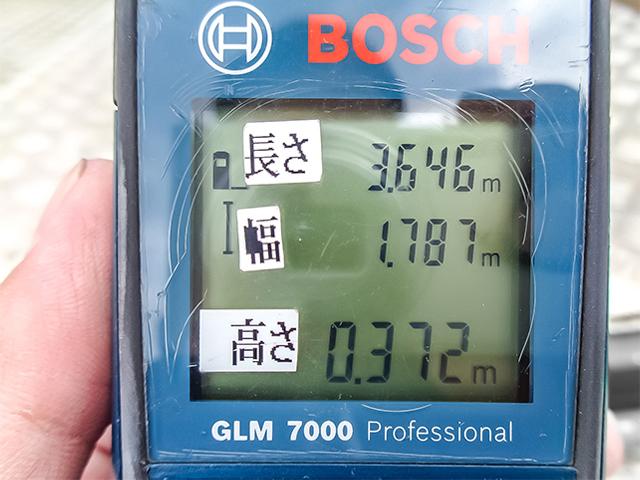 BOSCH
長さ 3.646 m
幅 1.787 m
高さ 0.372 m
GLM 7000 Professional